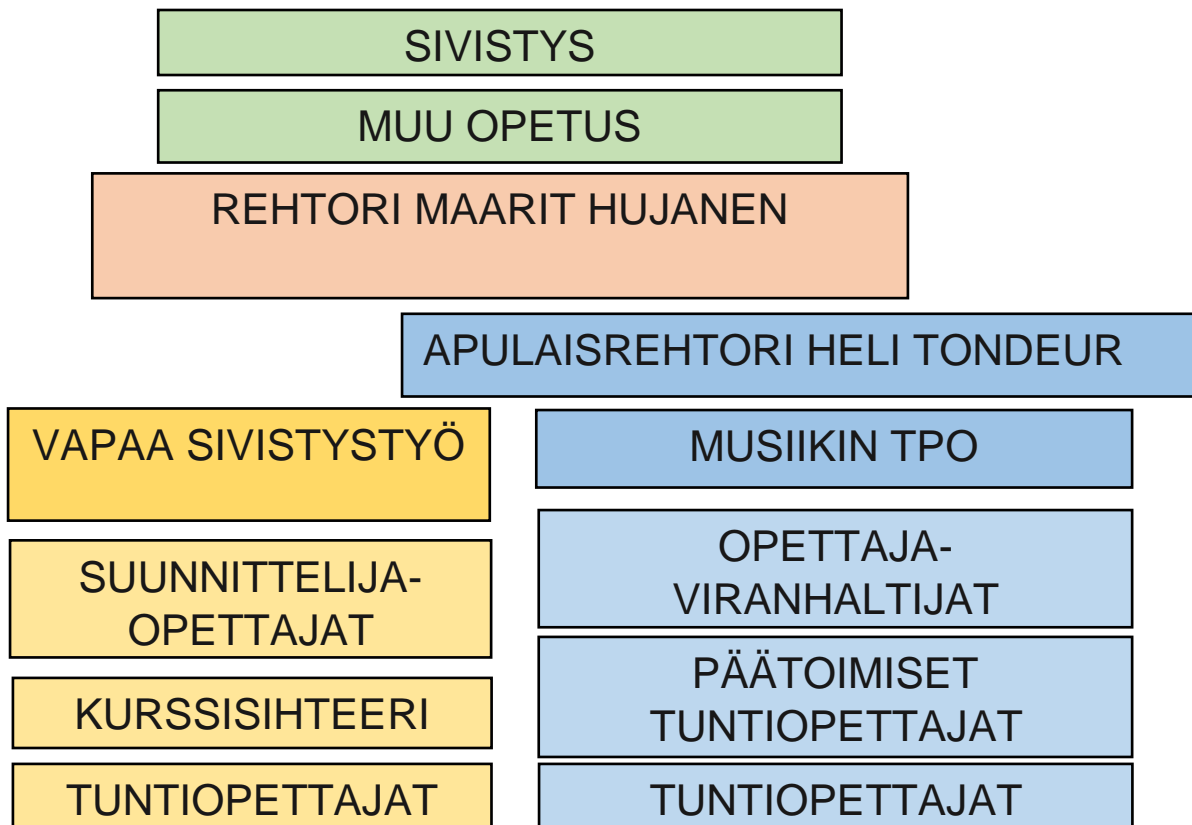 SIVISTYS
MUU OPETUS
REHTORI MAARIT HUJANEN
APULAISREHTORI HELI TONDEUR
VAPAA SIVISTYSTYÖ
SUUNNITTELIJA-
OPETTAJAT
KURSSISIHTEERI
TUNTIOPETTAJAT
MUSIIKIN TPO
OPETTAJA-
VIRANHALTIJAT
PÄÄTOIMISET
TUNTIOPETTAJAT
TUNTIOPETTAJAT